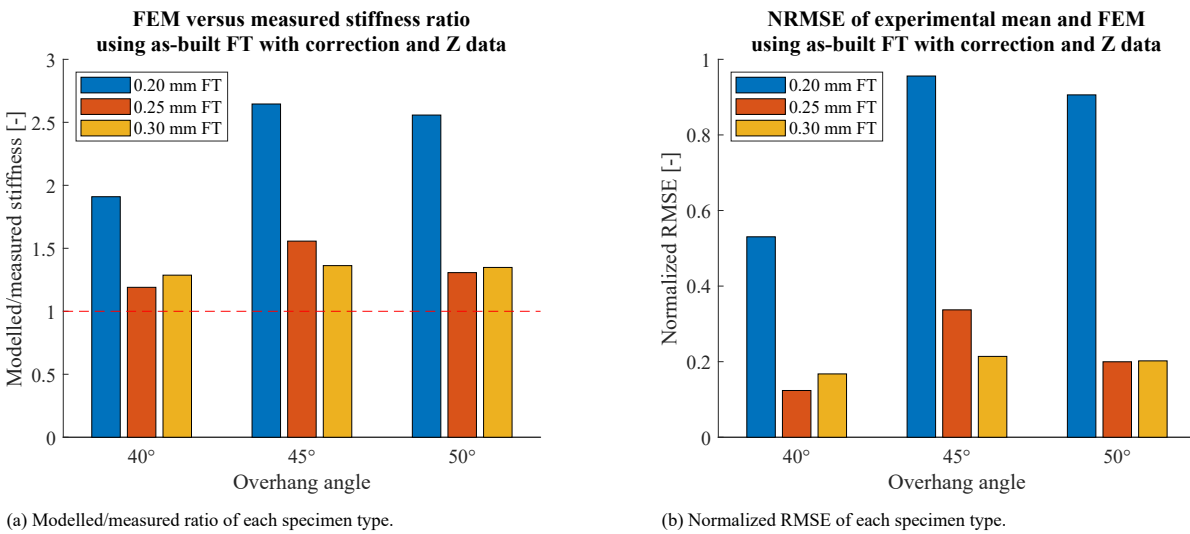 FEM versus measured stiffness ratio
using as-built FT with correction and Z data
3
2.5
2
1.5
1
0.5
0
Modelled/measured stiffness [-]
0.20 mm FT
0.25 mm FT
0.30 mm FT
40°
45°
50°
Overhang angle
(a) Modelled/measured ratio of each specimen type.
NRMSE of experimental mean and FEM
using as-built FT with correction and Z data
1
0.8
0.6
0.4
0.2
0
Normalized RMSE [-]
0.20 mm FT
0.25 mm FT
0.30 mm FT
40°
45°
50°
Overhang angle
(b) Normalized RMSE of each specimen type.